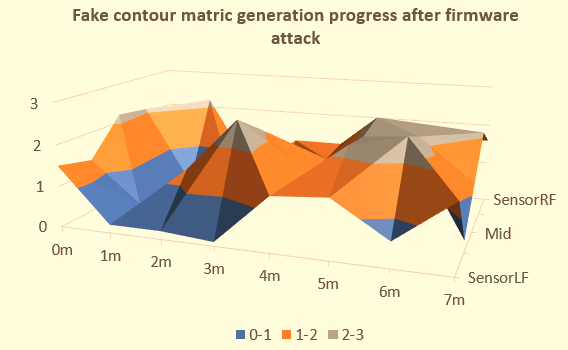 Fake contour matric generation progress after firmware
attack
3
2
1
0
0m
1m
2m
3m
4m
5m
6m
7m
SensorRF
Mid
SensorLF
0-1 1-2 2-3